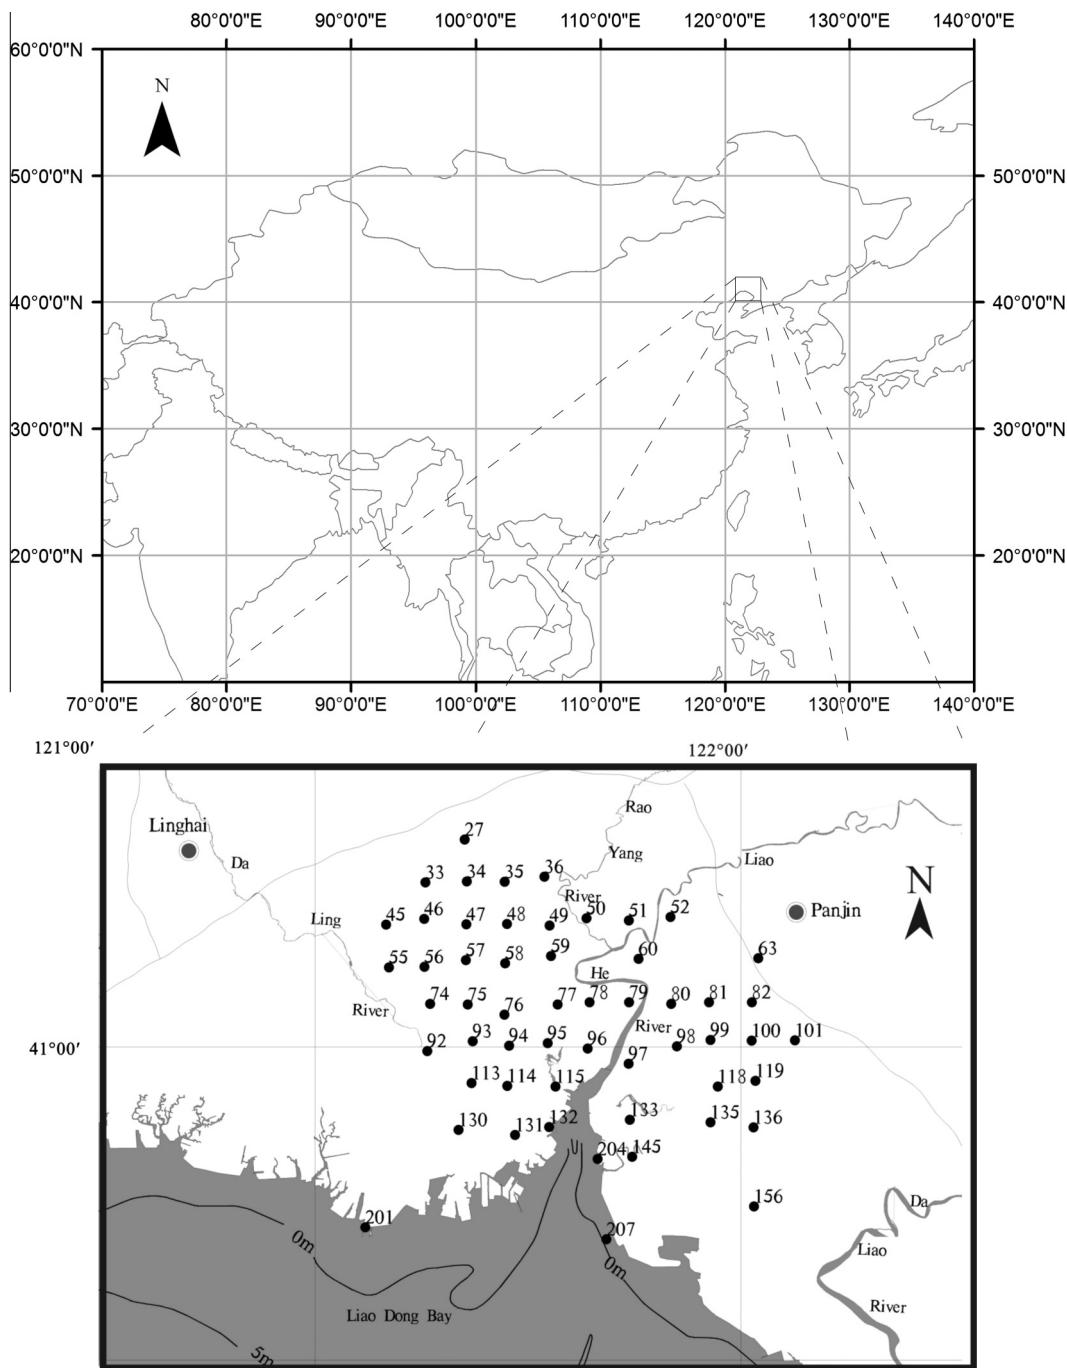 80°0'0"E 90°0'0"E 100°0'0"E 110°0'0"E 120°0'0"E 130°0'0"E 140°0'0"E
60°0'0"N
N
50°0'0"N 50°0'0"N
40°0'0"N 40°0'0"N
30°0'0"N 30°0'0"N
20°0'0"N 20°0'0"N
70°0'0"E 80°0'0"E 90°0'0"E 100°0'0"E 110°0'0"E 120°0'0"E 130°0'0"E 140°0'0"E
121°00′ 122°00′
Rao
Linghai 27
Da Yang Liao
33 34 35 36 N
River
Ling 45 46 47 48 49 50 51 52 Panjin
55 56 57 58 59 60 63
He
74 75 76 77 78 79 80 81 82
River River
92 93 94 95 96 97 98 99 100 101
41°00′
113 114 115 118 119
130 131 132 133 135 136
204 145
156
Da
201 207
0m 0m Liao
Liao Dong Bay River
5m